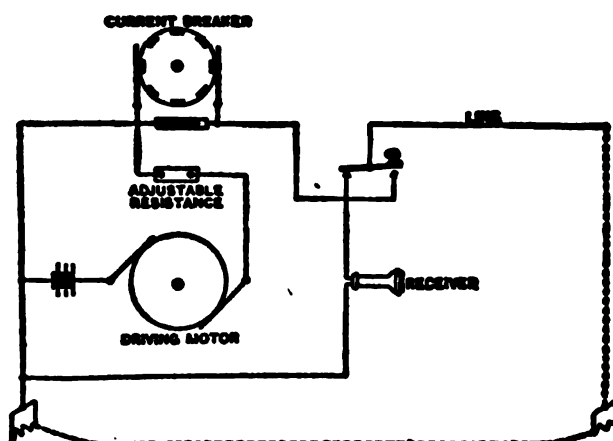 CURRENT BREAKER
LINE
ADJUSTABLE
RESISTANCE
RECEIVER
DRIVING MOTOR